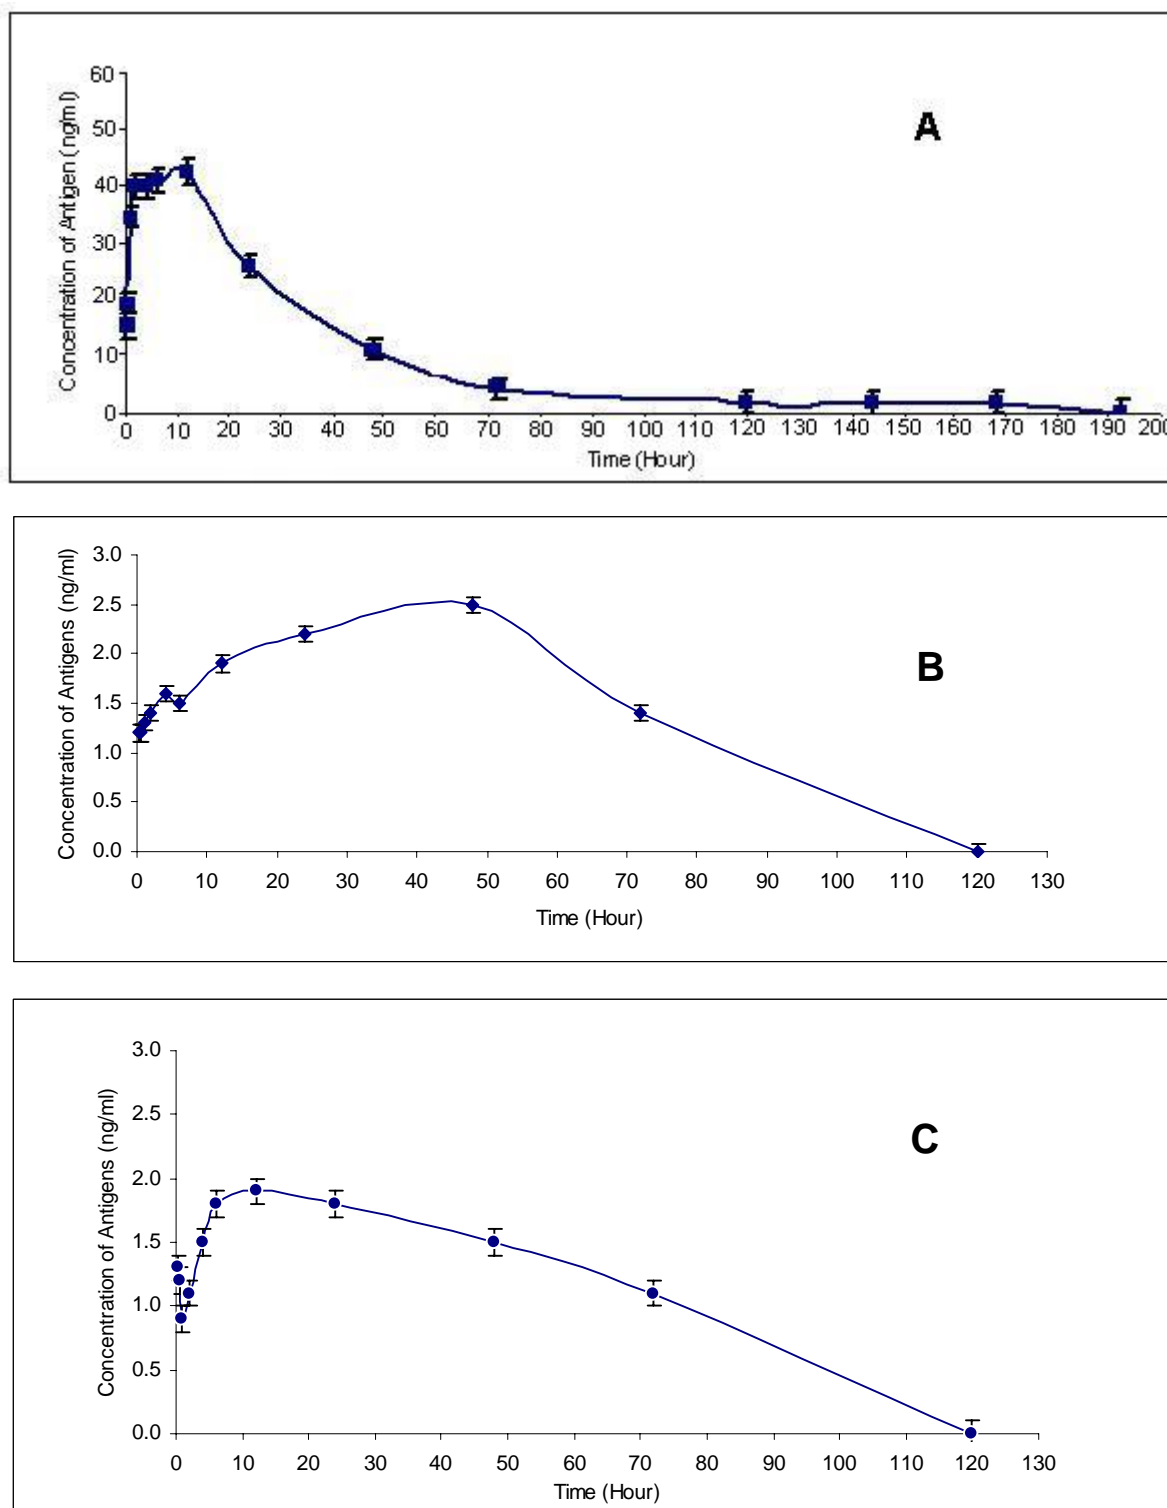 A
Concentration of Antigen (ng/ml)
60
50
40
30
20
10
0
0 10 20 30 40 50 60 70 80 90 100 110 120 130 140 150 160 170 180 190 200
Time (Hour)
B
Concentration of Antigens (ng/ml)
3.0
2.5
2.0
1.5
1.0
0.5
0.0
0 10 20 30 40 50 60 70 80 90 100 110 120 130
Time (Hour)
C
Concentration of Antigens (ng/ml)
3.0
2.5
2.0
1.5
1.0
0.5
0.0
0 10 20 30 40 50 60 70 80 90 100 110 120 130
Time (Hour)